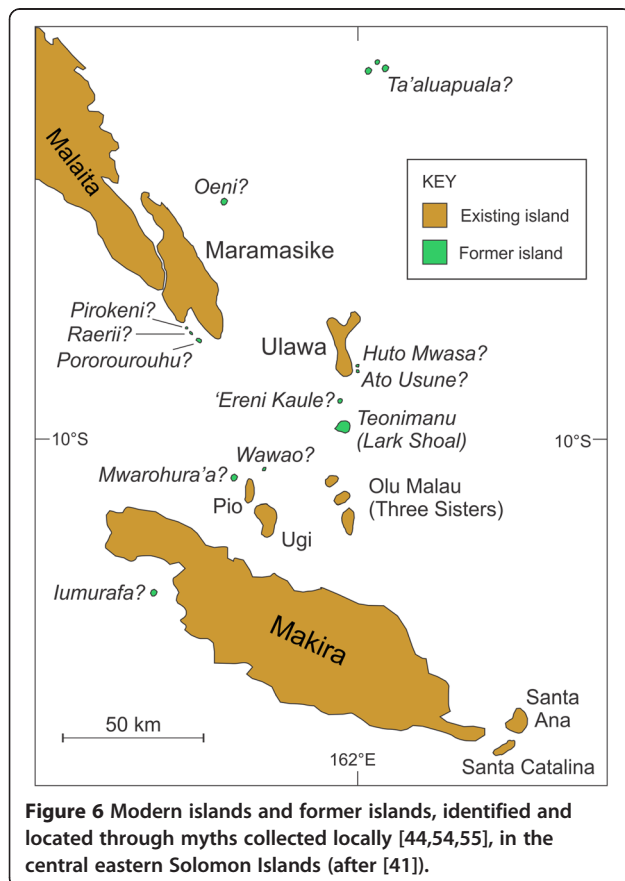 Ta'aluapuala?
Malaita
KEY
Existing island
Former island
Oeni?
Maramasike
Pirokeni?
Raerii?
Pororourouhu?
Ulawa
Huto Mwasa?
Ato Usune?
'Ereni Kaule?
Teonimanu
(Lark Shoal)
10°S
10°S
Wawao?
Mwarohura'a?
Olu Malau
(Three Sisters)
Pio
Ugi
Iumurafa?
Makira
50 km
Santa
Ana
162°E
Santa Catalina
Figure 6 Modern islands and former islands, identified and
located through myths collected locally [44,54,55], in the
central eastern Solomon Islands (after [41]).